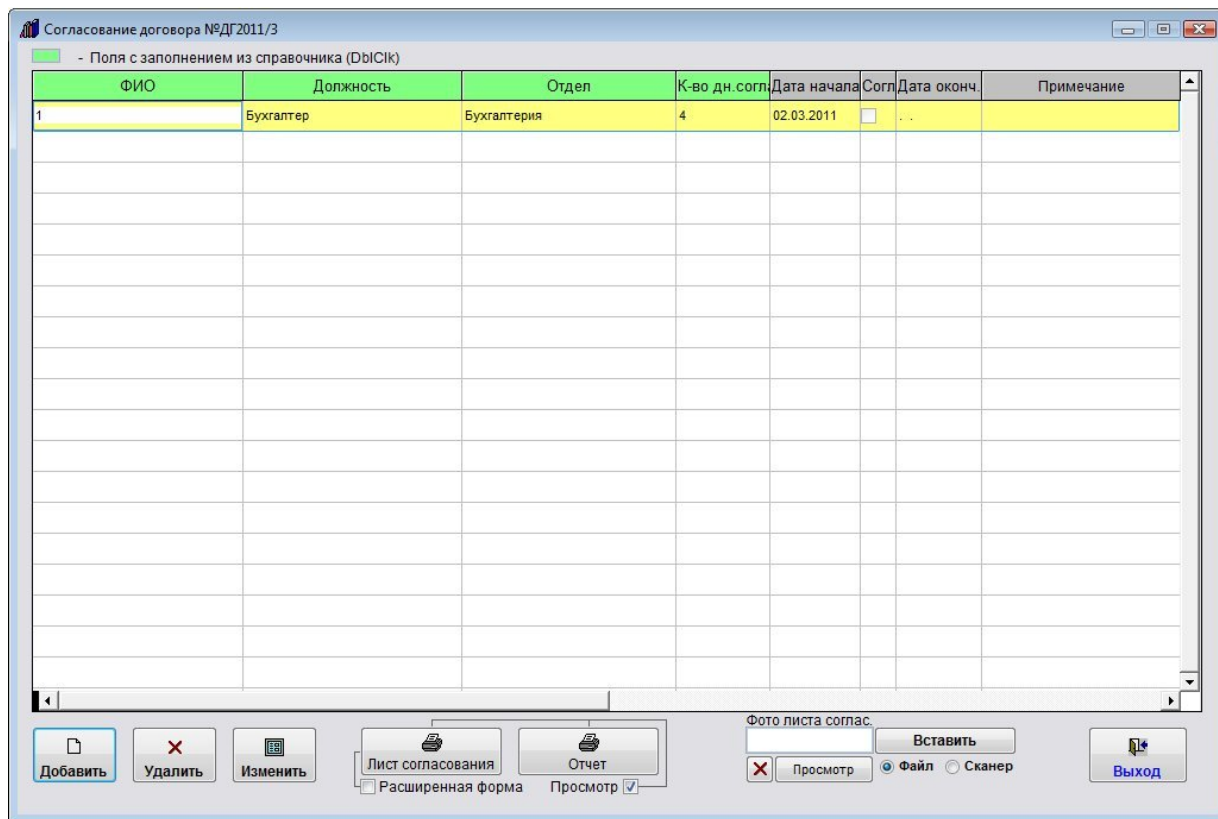 Согласование договора №ДГ2011/3
- Поля с заполнением из справочника (DblClk)
ФИО Должность Отдел К-во дн.согл Дата начала Согл Дата оконч. Примечание
1 Бухгалтер Бухгалтерия 4 02.03.2011 . .
Фото листа соглас.
Добавить Удалить Изменить Лист согласования Отчет Вставить Выход
Просмотр Файл Сканер
Расширенная форма Просмотр